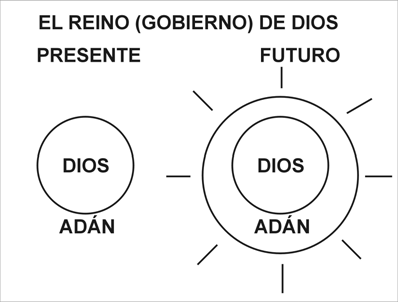 EL REINO (GOBIERNO) DE DIOS
PRESENTE FUTURO
DIOS DIOS
ADÁN ADÁN